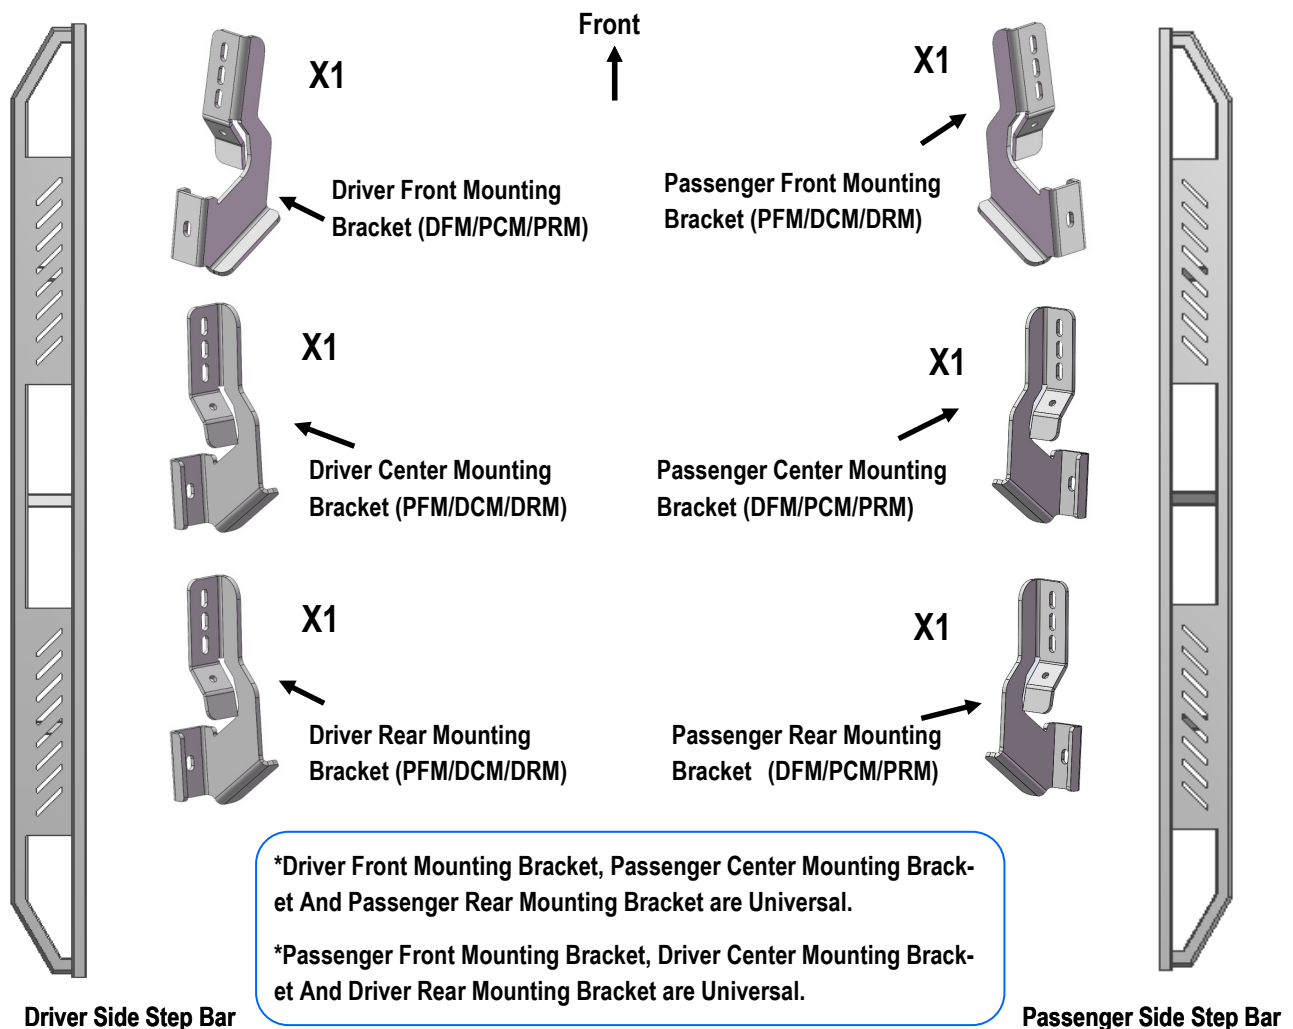 Front
X1
X1
Driver Front Mounting
Bracket (DFM/PCM/PRM)
Passenger Front Mounting
Bracket (PFM/DCM/DRM)
X1
X1
Driver Center Mounting
Bracket (PFM/DCM/DRM)
Passenger Center Mounting
Bracket (DFM/PCM/PRM)
X1
X1
Driver Rear Mounting
Bracket (PFM/DCM/DRM)
Passenger Rear Mounting
Bracket (DFM/PCM/PRM)
*Driver Front Mounting Bracket, Passenger Center Mounting Brack-
et And Passenger Rear Mounting Bracket are Universal.
*Passenger Front Mounting Bracket, Driver Center Mounting Brack-
et And Driver Rear Mounting Bracket are Universal.
Driver Side Step Bar
Passenger Side Step Bar